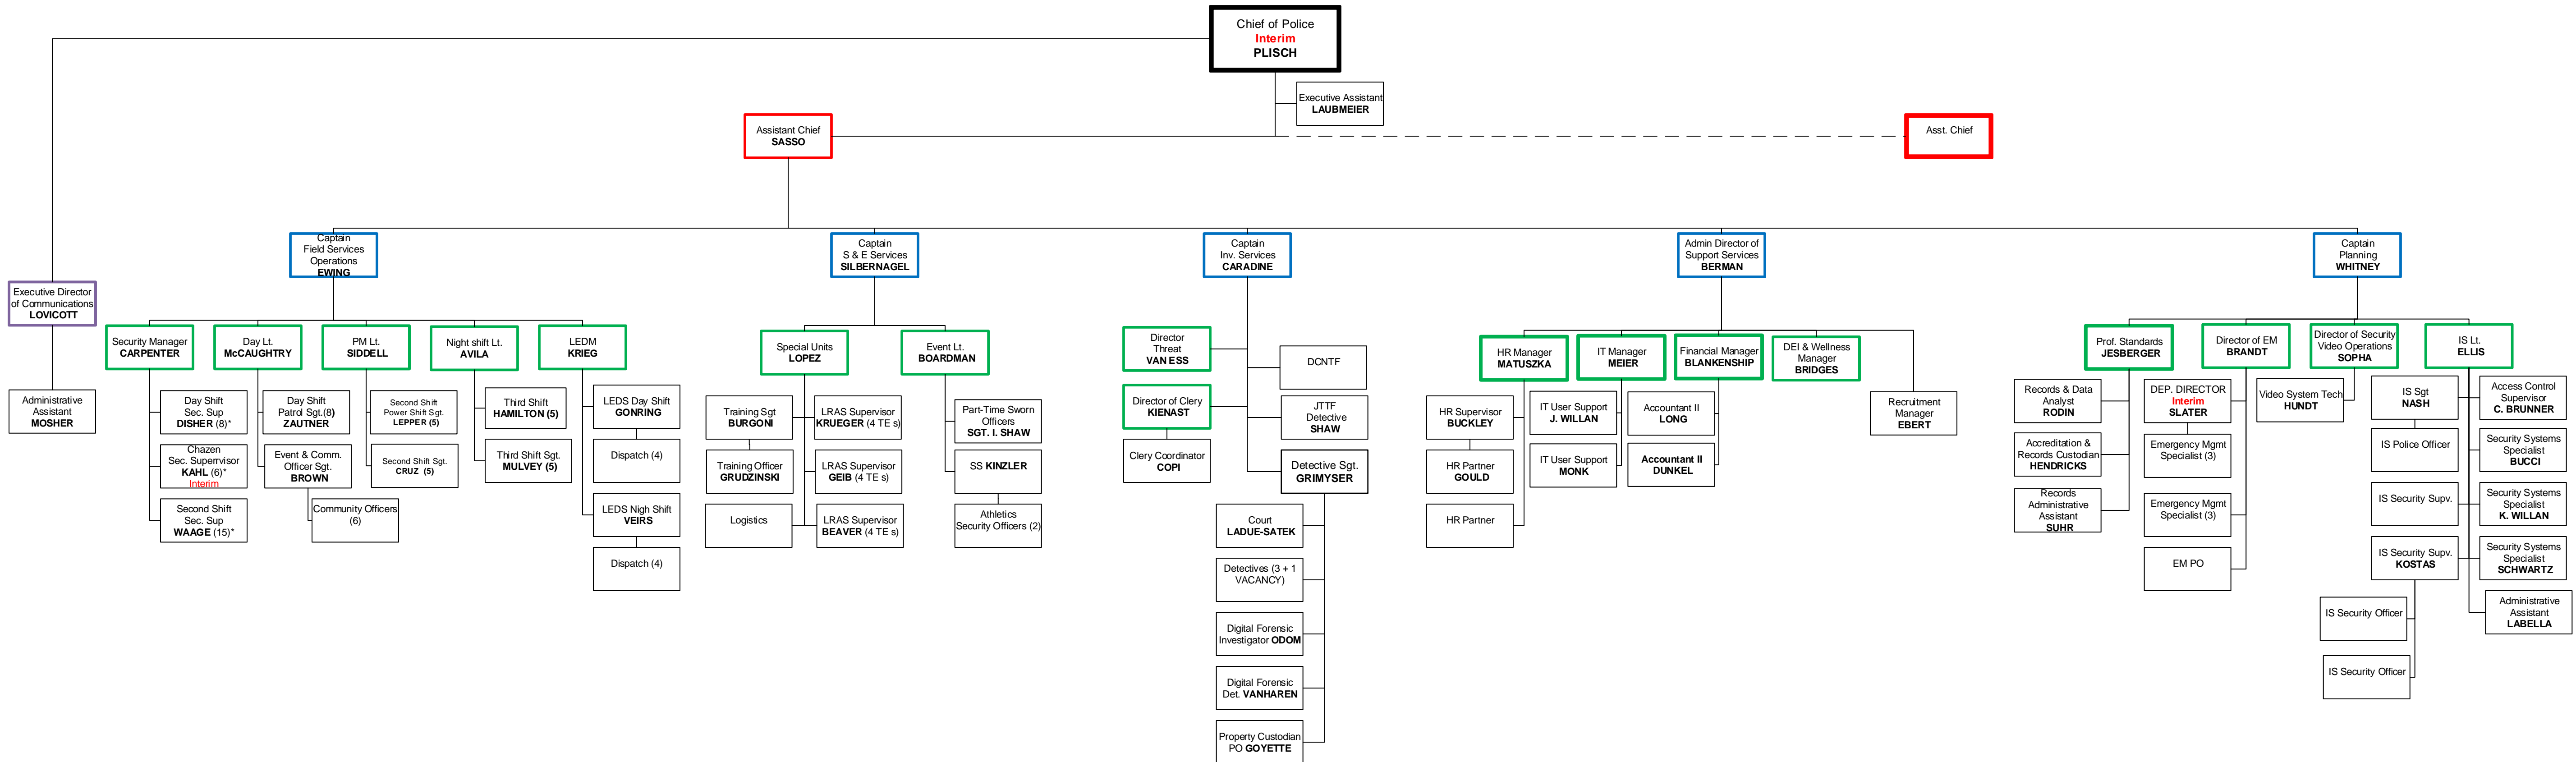 Chief of Police
Interim
PLISCH
Executive Assistant
LAUBMEIER
Assistant Chief
SASSO
Asst. Chief
Captain
Field Services
Operations
EWING
Captain
S & E Services
SILBERNAGEL
Captain
Inv. Services
CARADINE
Admin Director of
Support Services
BERMAN
Captain
Planning
WHITNEY
Executive Director
of Communications
LOVICOTT
Administrative
Assistant
MOSHER
Security Manager
CARPENTER
Day Shift
Sec. Sup
DISHER (8)*
Chazen
Sec. Superrvisor
KAHL (6)*
Interim
Second Shift
Sec. Sup
WAAGE (15)*
Day Lt.
McCAUGHTRY
Day Shift
Patrol Sgt.(8)
ZAUTNER
Event & Comm.
Officer Sgt.
BROWN
Community Officers
(6)
PM Lt.
SIDDELL
Second Shift
Power Shift Sgt.
LEPPER (5)
Second Shift Sgt.
CRUZ (5)
Night shift Lt.
AVILA
Third Shift
HAMILTON (5)
Third Shift Sgt.
MULVEY (5)
LEDM
KRIEG
LEDS Day Shift
GONRING
Dispatch (4)
LEDS Nigh Shift
VEIRS
Dispatch (4)
Special Units
LOPEZ
Training Sgt
BURGONI
Training Officer
GRUDZINSKI
Logistics
LRAS Supervisor
KRUEGER (4 TE s)
LRAS Supervisor
GEIB (4 TE s)
LRAS Supervisor
BEAVER (4 TE s)
Event Lt.
BOARDMAN
Part-Time Sworn
Officers
SGT. I. SHAW
SS KINZLER
Athletics
Security Officers (2)
Director
Threat
VAN ESS
Director of Clery
KIENAST
Clery Coordinator
COPI
DCNTF
JTTF
Detective
SHAW
Detective Sgt.
GRIMYSER
Court
LADUE-SATEK
Detectives (3 + 1
VACANCY)
Digital Forensic
Investigator ODOM
Digital Forensic
Det. VANHAREN
Property Custodian
PO GOYETTE
HR Manager
MATUSZKA
HR Supervisor
BUCKLEY
HR Partner
GOULD
HR Partner
IT Manager
MEIER
IT User Support
J. WILLAN
IT User Support
MONK
Financial Manager
BLANKENSHIP
Accountant II
LONG
Accountant II
DUNKEL
DEI & Wellness
Manager
BRIDGES
Recruitment
Manager
EBERT
Prof. Standards
JESBERGER
Records & Data
Analyst
RODIN
Accreditation &
Records Custodian
HENDRICKS
Records
Administrative
Assistant
SUHR
Director of EM
BRANDT
DEP. DIRECTOR
Interim
SLATER
Emergency Mgmt
Specialist (3)
Emergency Mgmt
Specialist (3)
EM PO
Director of Security
Video Operations
SOPHA
Video System Tech
HUNDT
IS Lt.
ELLIS
IS Sgt
NASH
IS Police Officer
IS Security Supv.
IS Security Supv.
KOSTAS
IS Security Officer
IS Security Officer
Access Control
Supervisor
C. BRUNNER
Security Systems
Specialist
BUCCI
Security Systems
Specialist
K. WILLAN
Security Systems
Specialist
SCHWARTZ
Administrative
Assistant
LABELLA